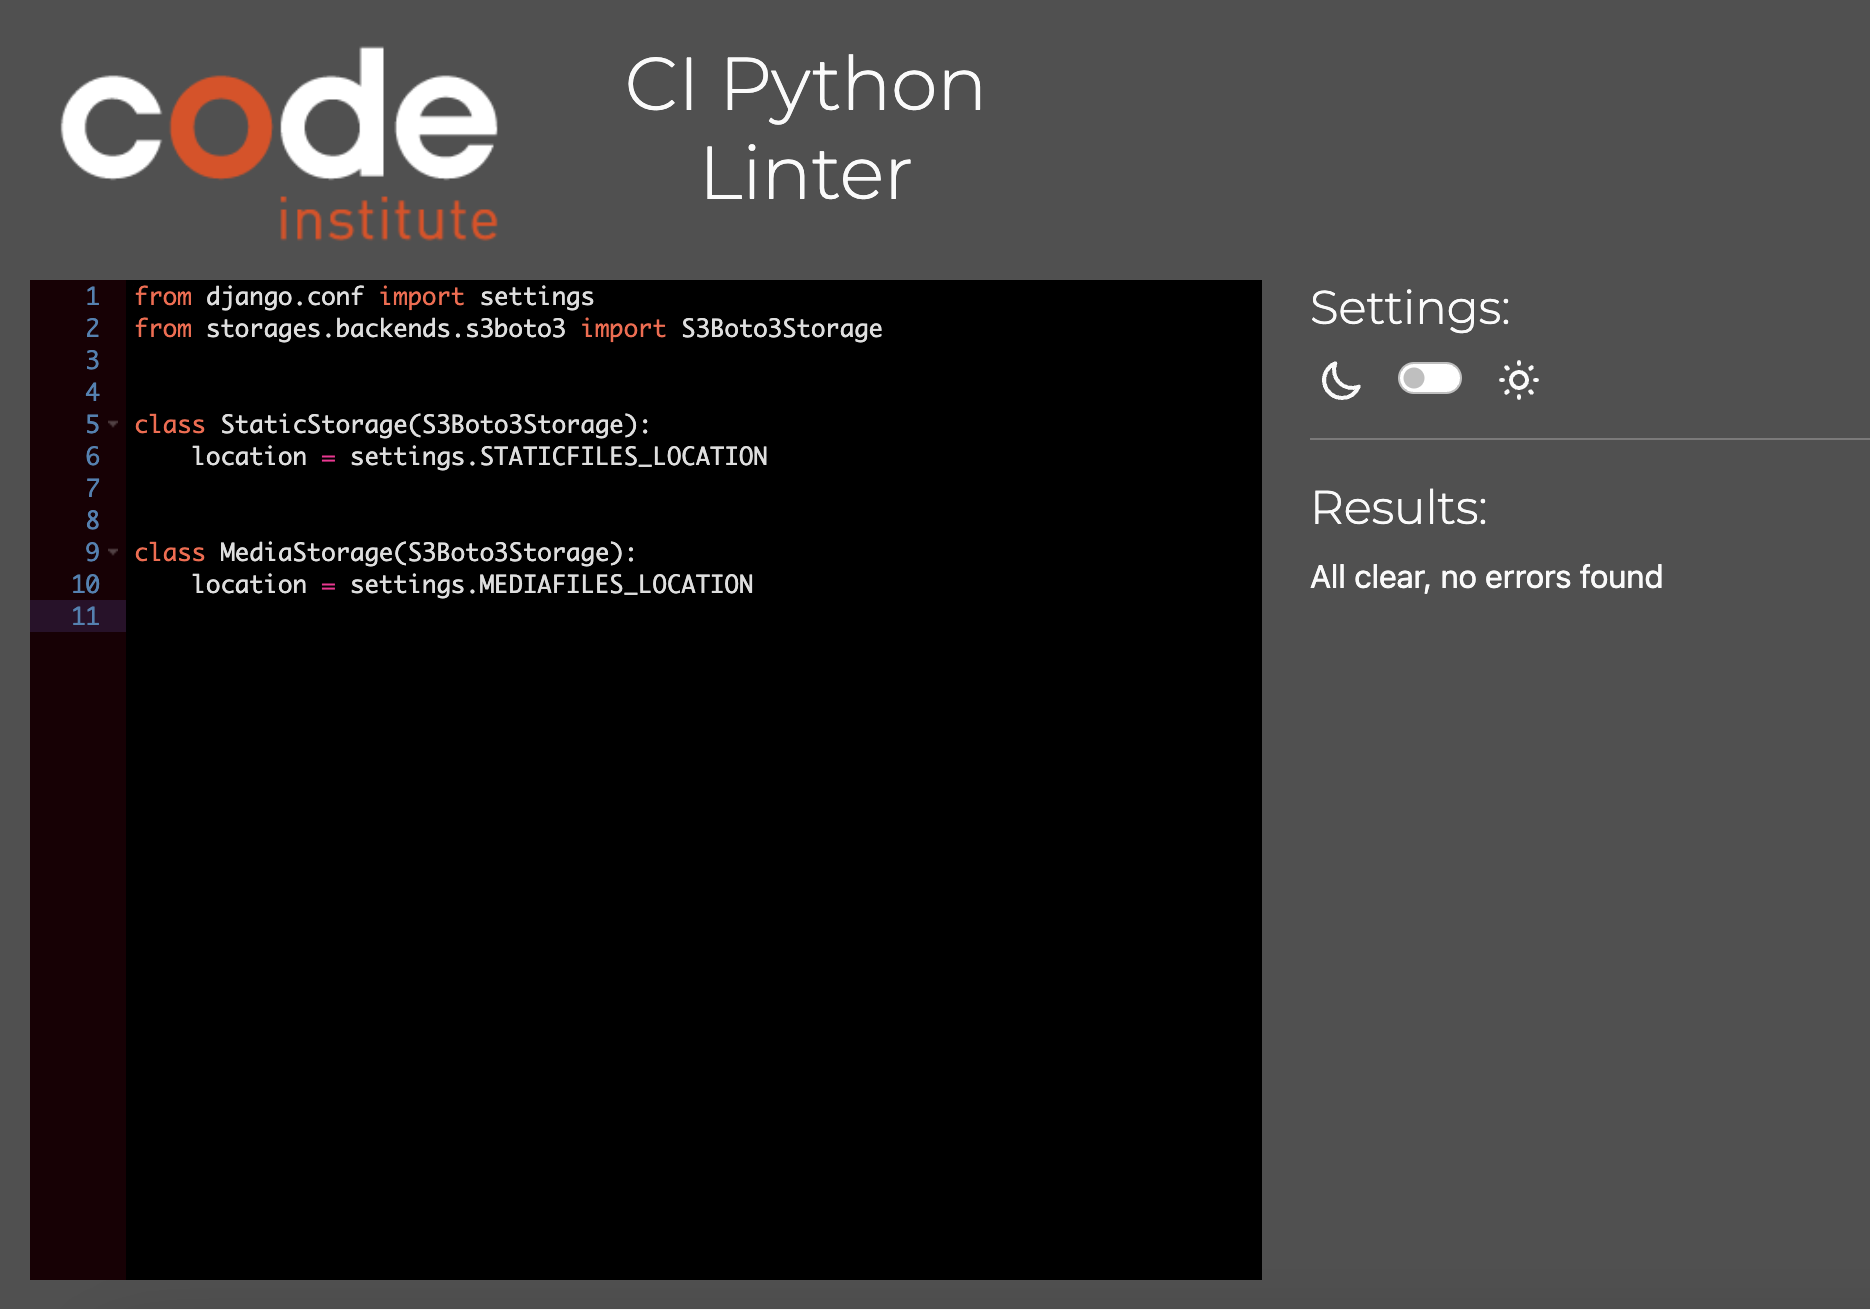 code
institute
CI Python
Linter
1 from django.conf import settings
2 from storages.backends.s3boto3 import S3Boto3Storage
3
4
5 class StaticStorage(S3Boto3Storage):
6     location = settings.STATICFILES_LOCATION
7
8
9 class MediaStorage(S3Boto3Storage):
10     location = settings.MEDIAFILES_LOCATION
11
Settings:
Results:
All clear, no errors found